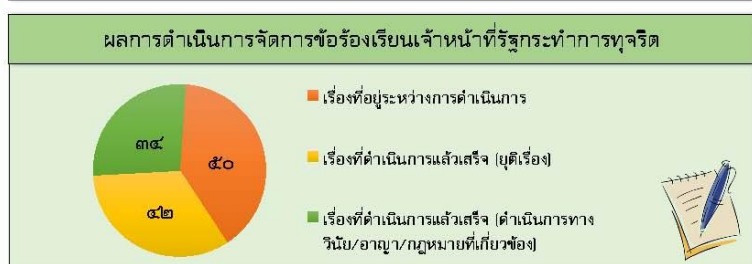 ผลการดำเนินการจัดการข้อร้องเรียนเจ้าหน้าที่รัฐกระทำการทุจริต
เรื่องที่อยู่ระหว่างการดำเนินการ
๓๔
๕๐
เรื่องที่ดำเนินการแล้วเสร็จ (ยุติเรื่อง)
๔๒
เรื่องที่ดำเนินการแล้วเสร็จ (ดำเนินการทาง
วินัย/อาญา/กฎหมายที่เกี่ยวข้อง)